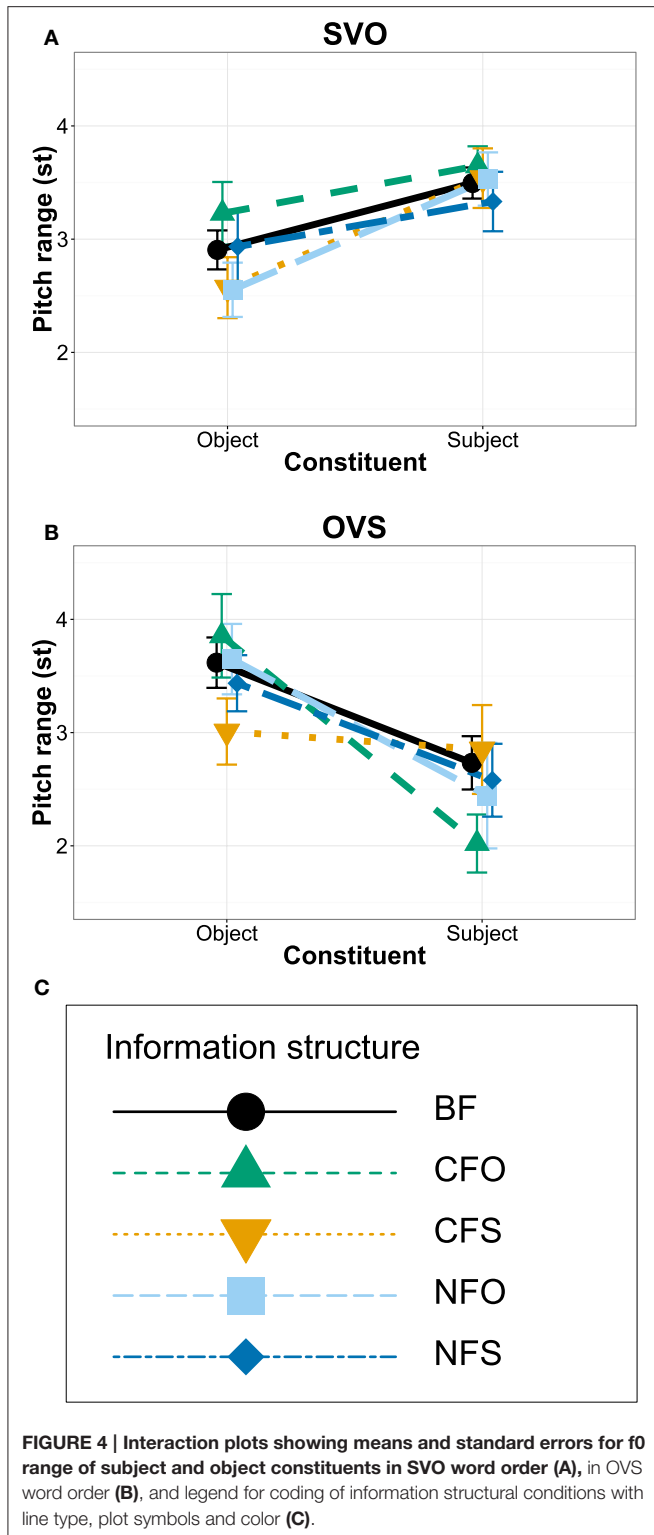 A
SVO
4
3
2
Pitch range (st)
Object Subject
Constituent
B
OVS
4
3
2
Pitch range (st)
Object Subject
Constituent
C
Information structure
BF
CFO
CFS
NFO
NFS
FIGURE 4 | Interaction plots showing means and standard errors for f0
range of subject and object constituents in SVO word order (A), in OVS
word order (B), and legend for coding of information structural conditions with
line type, plot symbols and color (C).